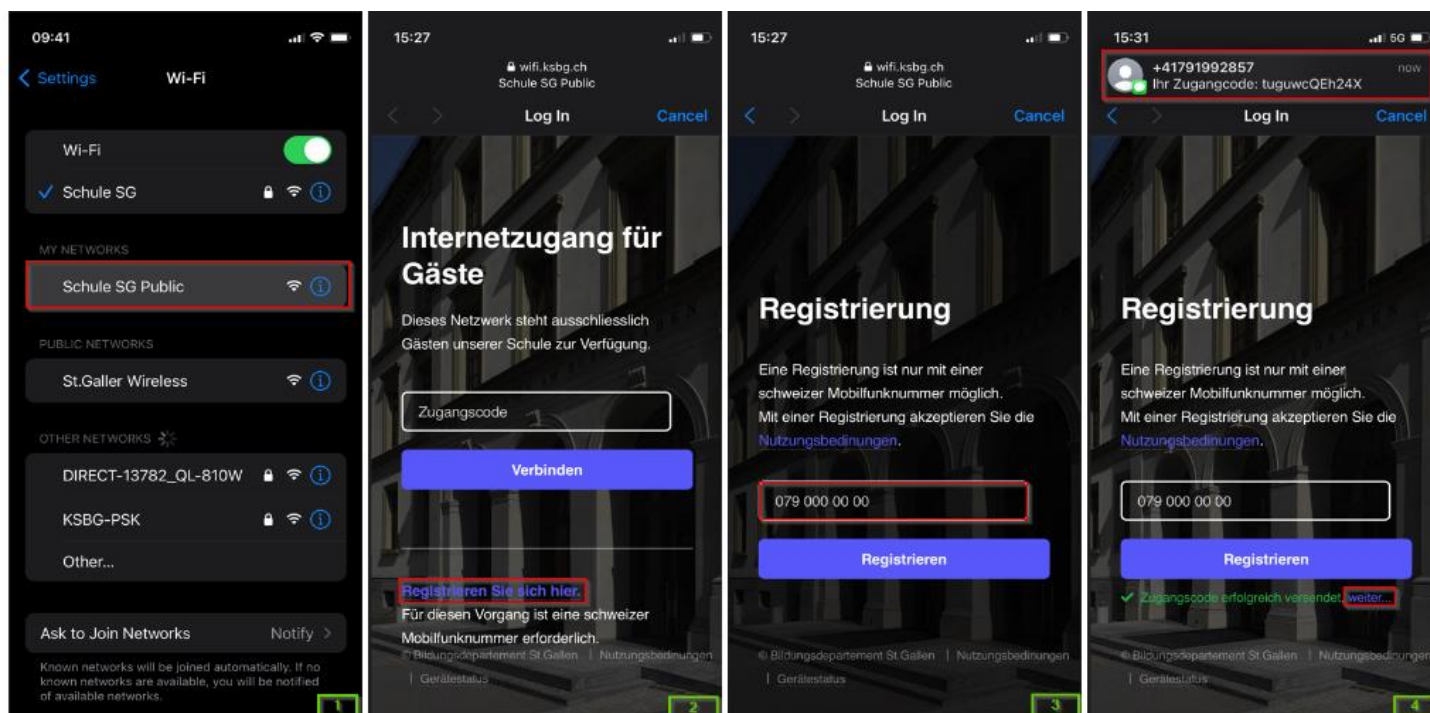 09:41
Settings
Wi-Fi
Wi-Fi
Schule SG
MY NETWORKS
Schule SG Public
PUBLIC NETWORKS
St.Galler Wireless
OTHER NETWORKS
DIRECT-13782_QL-810W
KSBG-PSK
Other...
Ask to Join Networks
Notify
Known networks will be joined automatically. If no
known networks are available, you will be notified
of available networks.
1
15:27
wifi.ksbg.ch
Schule SG Public
Log In
Cancel
Internetzugang für
Gäste
Dieses Netzwerk steht ausschliesslich
Gästen unserer Schule zur Verfügung.
Zugangscode
Verbinden
Registrieren Sie sich hier.
Für diesen Vorgang ist eine schweizer
Mobilfunknummer erforderlich.
© Bildungsdepartement St.Gallen | Nutzungsbedinungen
| Gerätestatus
2
15:27
wifi.ksbg.ch
Schule SG Public
Log In
Cancel
Registrierung
Eine Registrierung ist nur mit einer
schweizer Mobilfunknummer möglich.
Mit einer Registrierung akzeptieren Sie die
Nutzungsbedinungen.
079 000 00 00
Registrieren
© Bildungsdepartement St.Gallen | Nutzungsbedinungen
| Gerätestatus
3
15:31
5G
+41791992857
now
Ihr Zugangcode: tuguwcQEh24X
Log In
Cancel
Registrierung
Eine Registrierung ist nur mit einer
schweizer Mobilfunknummer möglich.
Mit einer Registrierung akzeptieren Sie die
Nutzungsbedinungen.
079 000 00 00
Registrieren
✓ Zugangscode erfolgreich versendet, weiter...
© Bildungsdepartement St.Gallen | Nutzungsbedinungen
| Gerätestatus
4